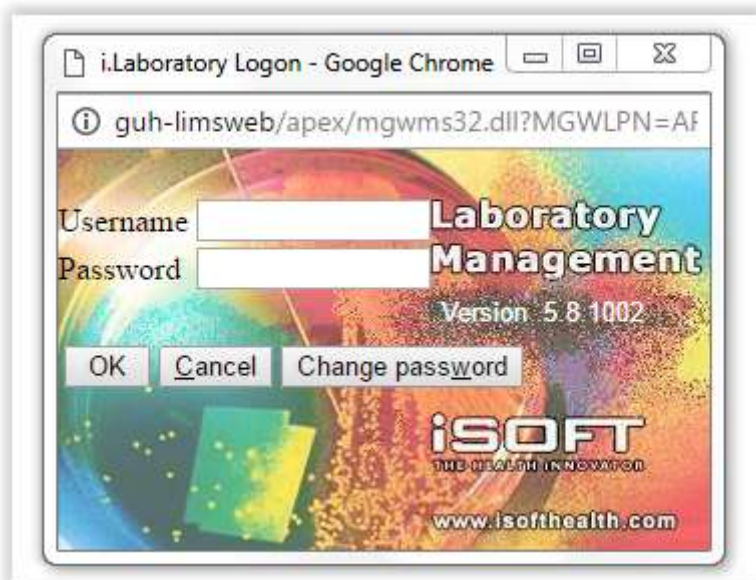 i.Laboratory Logon - Google Chrome
guh-limsweb/apex/mgwms32.dll?MGWLPN=AF
Username
Laboratory
Password
Management
Version 5.8.1002
OK Cancel Change password
iSOFT
THE HEALTH INNOVATOR
www.isofthealth.com